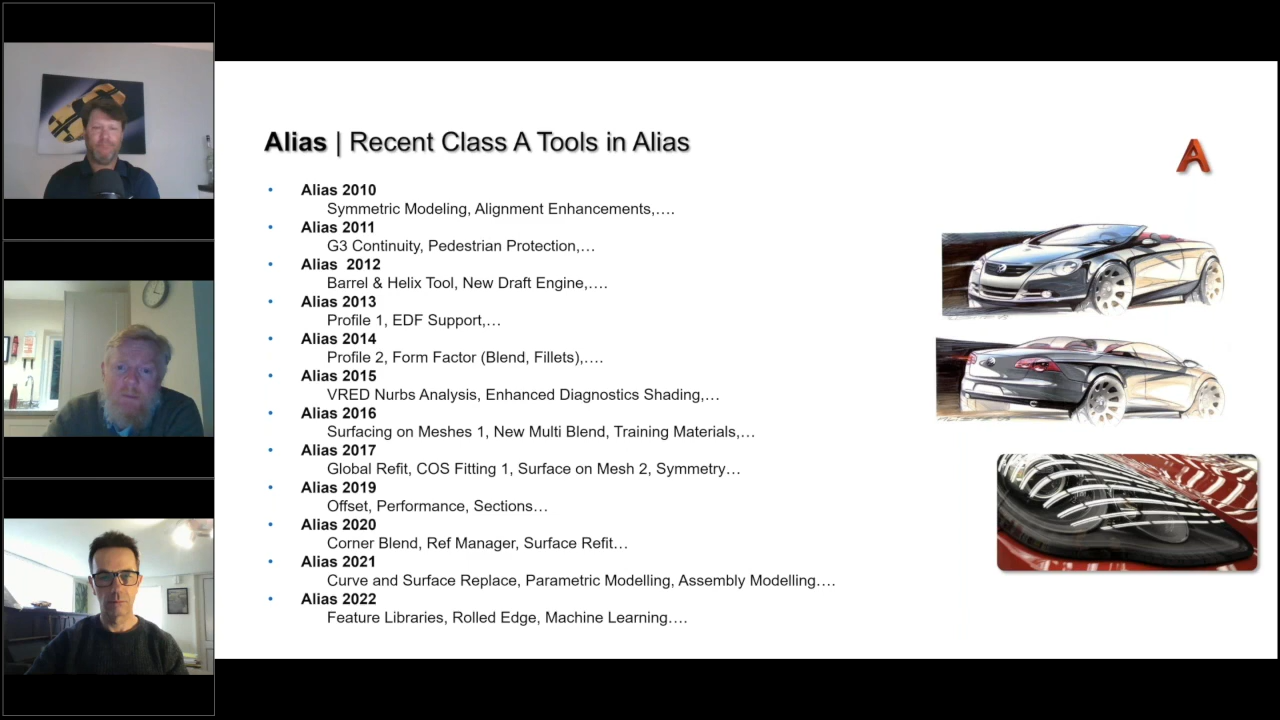 Alias | Recent Class A Tools in Alias
• Alias 2010
Symmetric Modeling, Alignment Enhancements,….
• Alias 2011
G3 Continuity, Pedestrian Protection,…
• Alias  2012
Barrel & Helix Tool, New Draft Engine,….
• Alias 2013
Profile 1, EDF Support,…
• Alias 2014
Profile 2, Form Factor (Blend, Fillets),….
• Alias 2015
VRED Nurbs Analysis, Enhanced Diagnostics Shading,…
• Alias 2016
Surfacing on Meshes 1, New Multi Blend, Training Materials,…
• Alias 2017
Global Refit, COS Fitting 1, Surface on Mesh 2, Symmetry…
• Alias 2019
Offset, Performance, Sections…
• Alias 2020
Corner Blend, Ref Manager, Surface Refit…
• Alias 2021
Curve and Surface Replace, Parametric Modelling, Assembly Modelling….
• Alias 2022
Feature Libraries, Rolled Edge, Machine Learning….
A